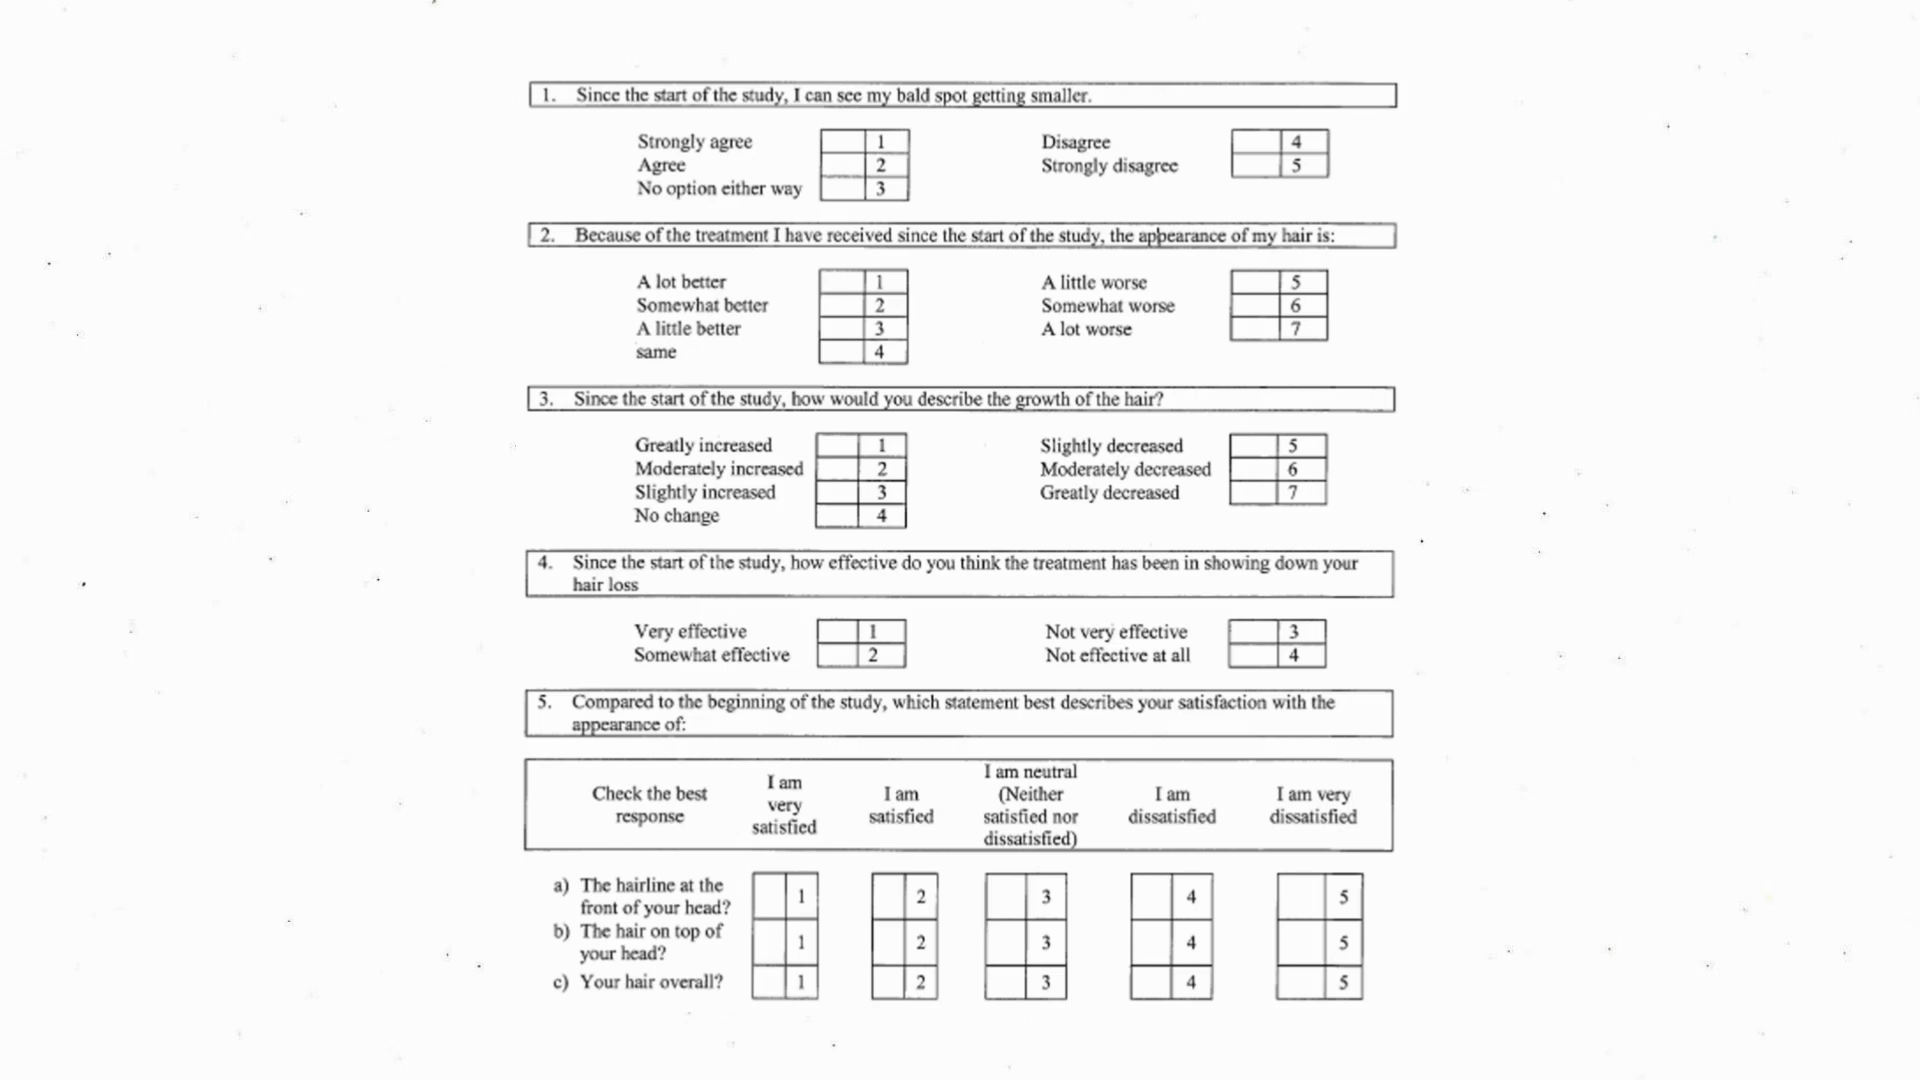 1. Since the start of the study, I can see my bald spot getting smaller.
Strongly agree 1 Disagree 4
Agree 2 Strongly disagree 5
No option either way 3
2. Because of the treatment I have received since the start of the study, the appearance of my hair is:
A lot better 1 A little worse 5
Somewhat better 2 Somewhat worse 6
A little better 3 A lot worse 7
same 4
3. Since the start of the study, how would you describe the growth of the hair?
Greatly increased 1 Slightly decreased 5
Moderately increased 2 Moderately decreased 6
Slightly increased 3 Greatly decreased 7
No change 4
4. Since the start of the study, how effective do you think the treatment has been in showing down your
hair loss
Very effective 1 Not very effective 3
Somewhat effective 2 Not effective at all 4
5. Compared to the beginning of the study, which statement best describes your satisfaction with the
appearance of:
Check the best
response
I am
very
satisfied
I am
satisfied
I am neutral
(Neither
satisfied nor
dissatisfied)
I am
dissatisfied
I am very
dissatisfied
a) The hairline at the
front of your head?
1 2 3 4 5
b) The hair on top of
your head?
1 2 3 4 5
c) Your hair overall? 1 2 3 4 5